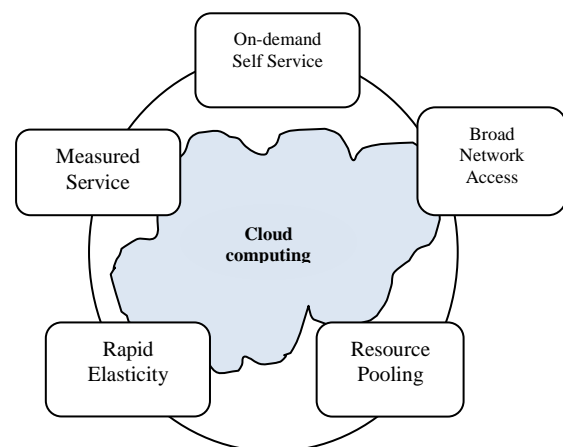 On-demand
Self Service
Broad
Network
Access
Measured
Service
Cloud
computing
Rapid
Elasticity
Resource
Pooling